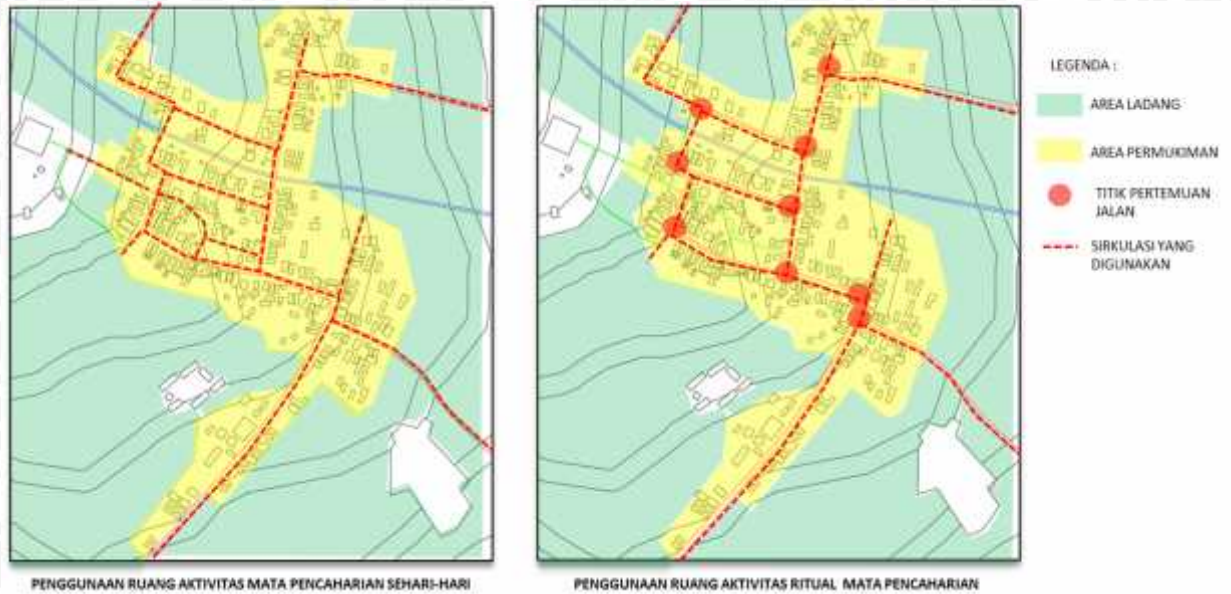 LEGENDA :
AREA LADANG
AREA PERMUKIMAN
TITIK PERTEMUAN
JALAN
SIRKULASI YANG
DIGUNAKAN
PENGGUNAAN RUANG AKTIVITAS MATA PENCAHARIAN SEHARI-HARI
PENGGUNAAN RUANG AKTIVITAS RITUAL MATA PENCAHARIAN